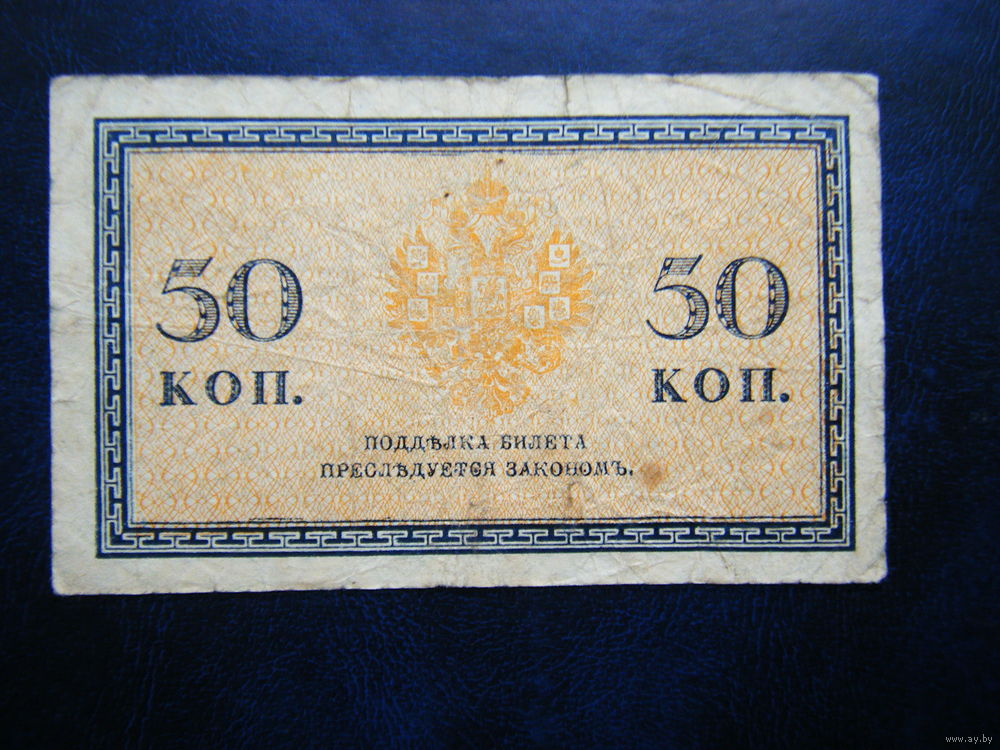 50 50
КОП. КОП.
ПОДДѢЛКА БИЛЕТА
ПРЕСЛѢДУЕТСЯ ЗАКОНОМЪ.
www.ay.by